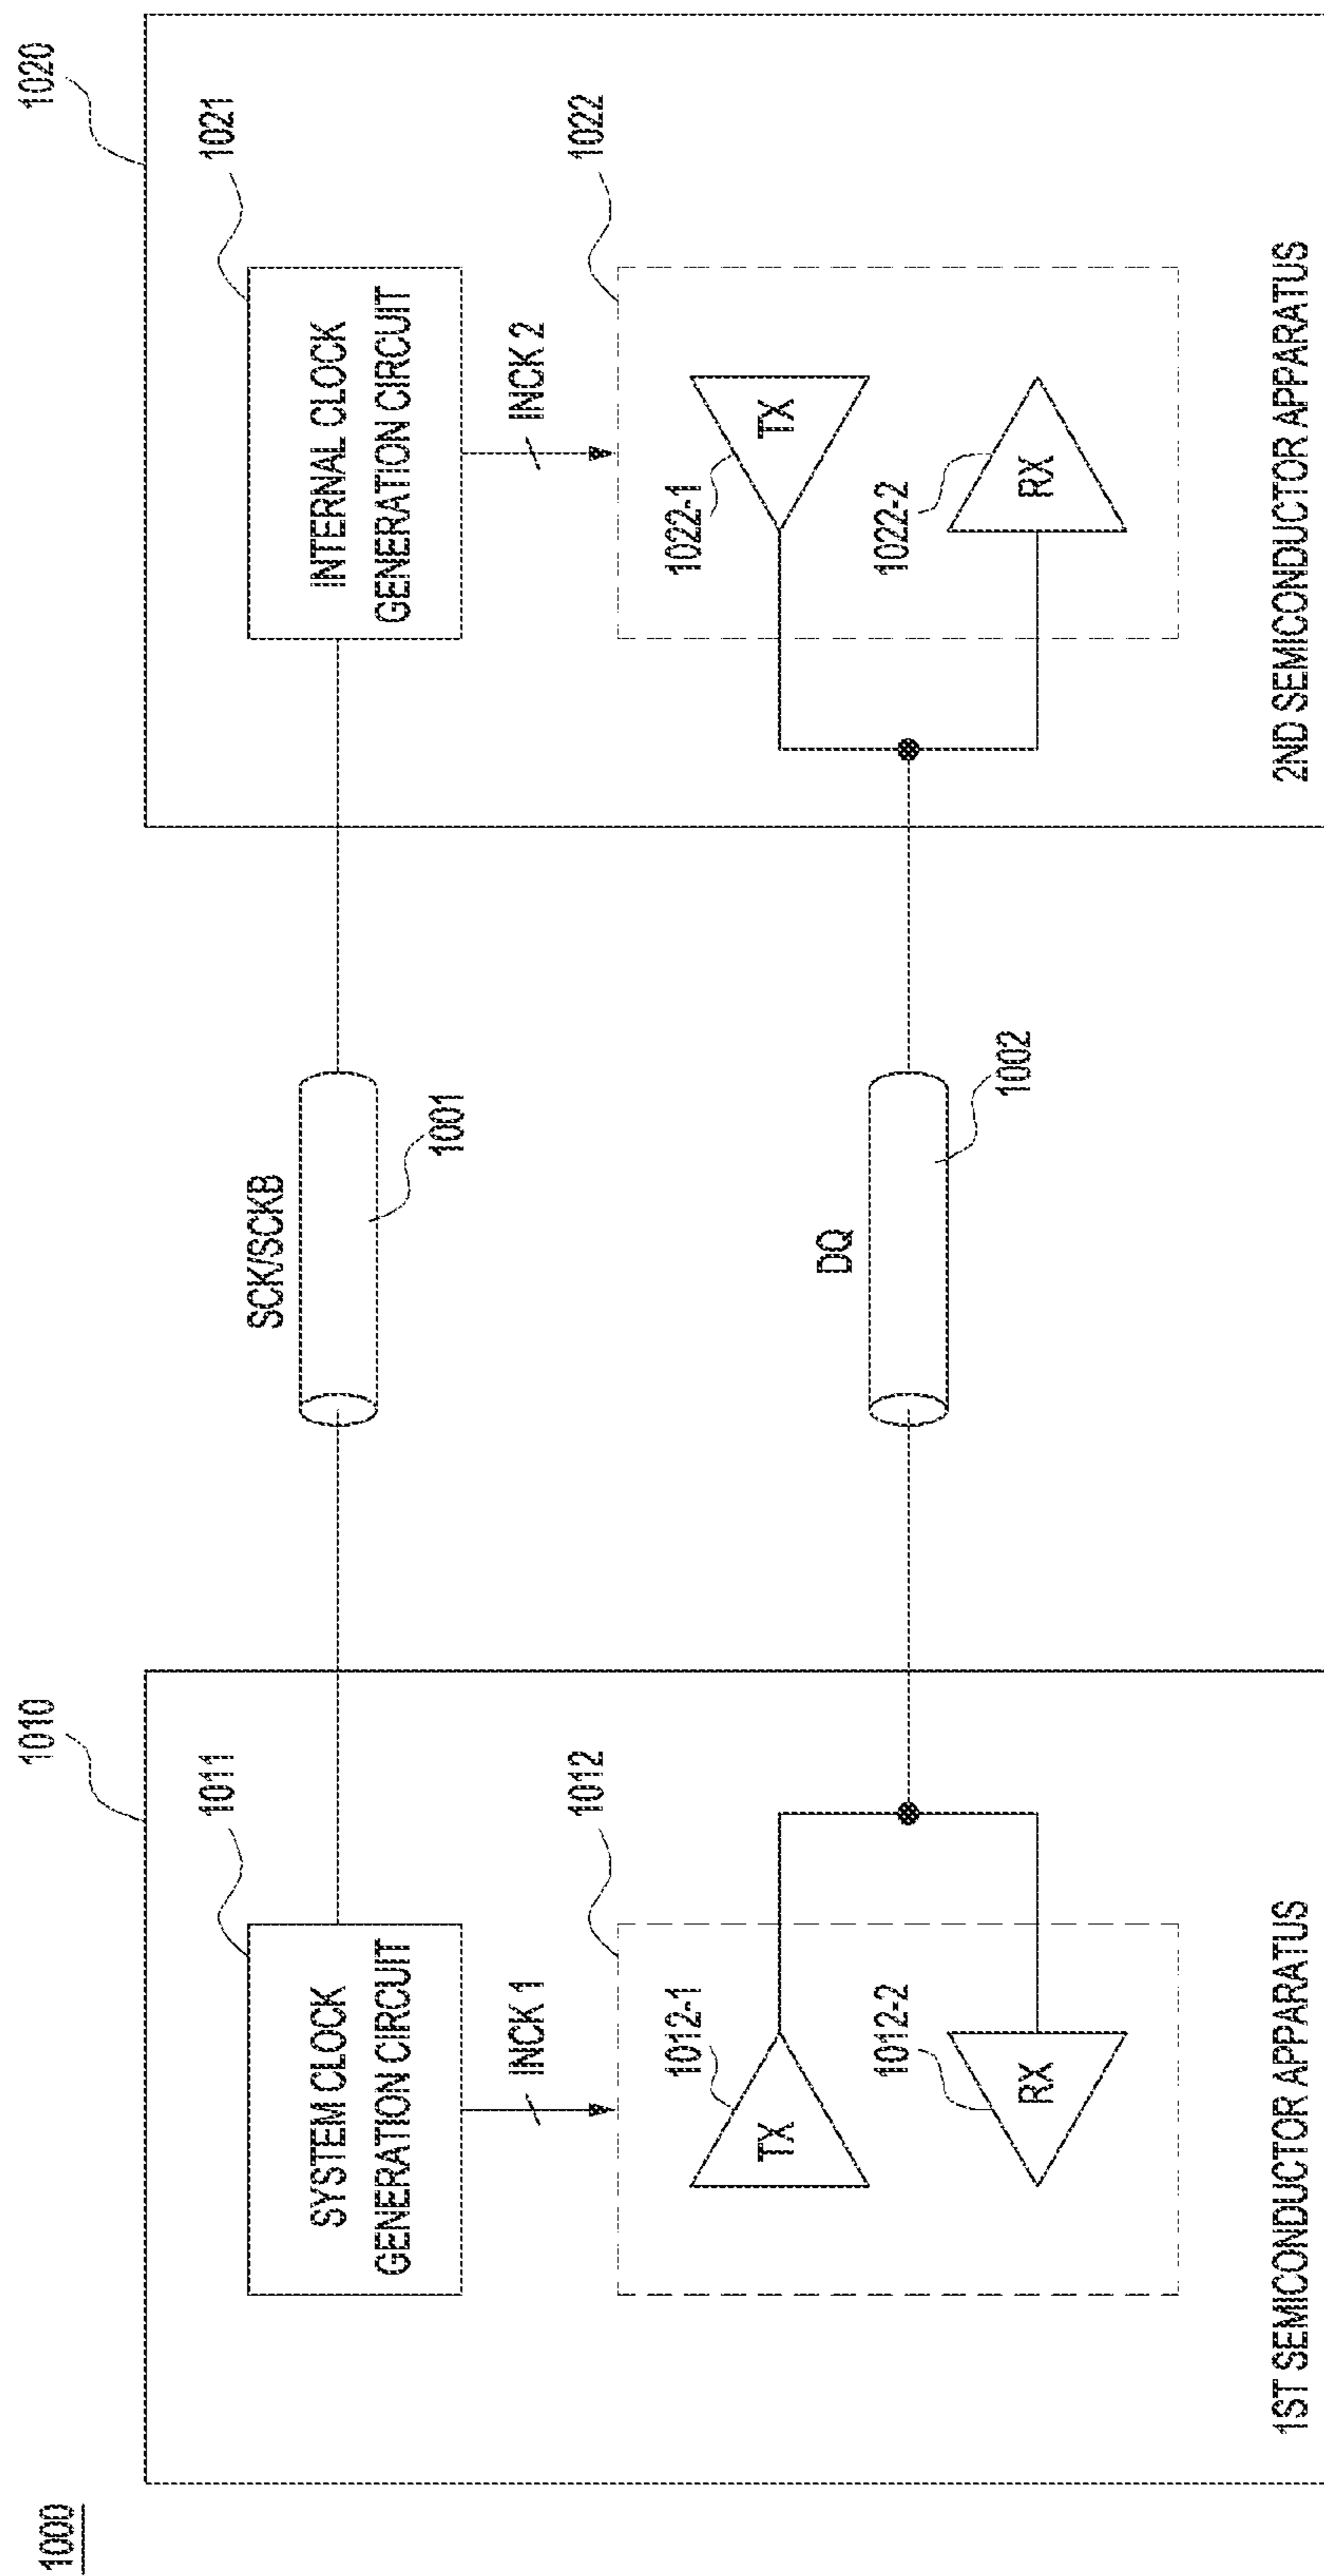 1000
1010
1020
1011
SYSTEM CLOCK
GENERATION CIRCUIT
SCK/SCKB
1001
1021
INTERNAL CLOCK
GENERATION CIRCUIT
INCK 1
INCK 2
1012
1012-1
TX
1012-2
RX
DQ
1002
1022
1022-1
TX
1022-2
RX
1ST SEMICONDUCTOR APPARATUS
2ND SEMICONDUCTOR APPARATUS